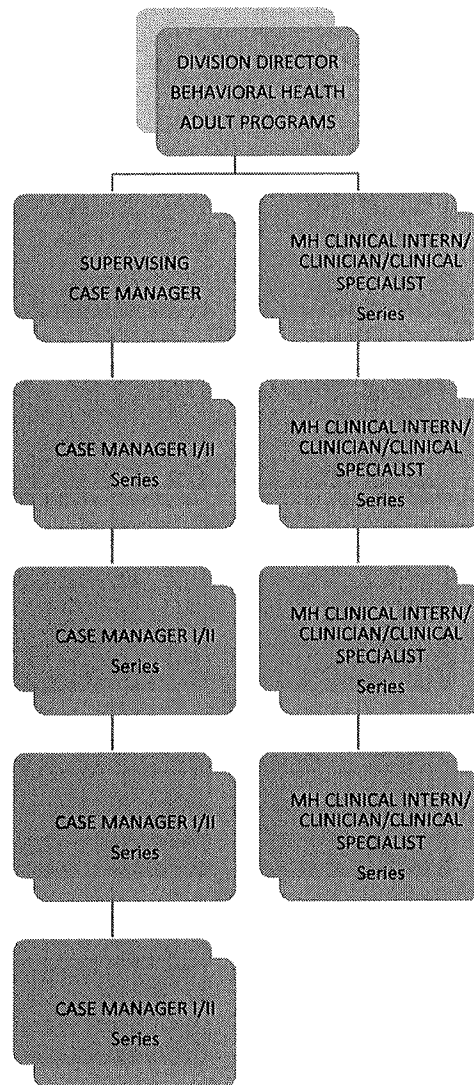 DIVISION DIRECTOR
BEHAVIORAL HEALTH
ADULT PROGRAMS
SUPERVISING
CASE MANAGER
CASE MANAGER I/II
Series
CASE MANAGER I/II
Series
CASE MANAGER I/II
Series
CASE MANAGER I/II
Series
MH CLINICAL INTERN/
CLINICIAN/CLINICAL
SPECIALIST
Series
MH CLINICAL INTERN/
CLINICIAN/CLINICAL
SPECIALIST
Series
MH CLINICAL INTERN/
CLINICIAN/CLINICAL
SPECIALIST
Series
MH CLINICAL INTERN/
CLINICIAN/CLINICAL
SPECIALIST
Series